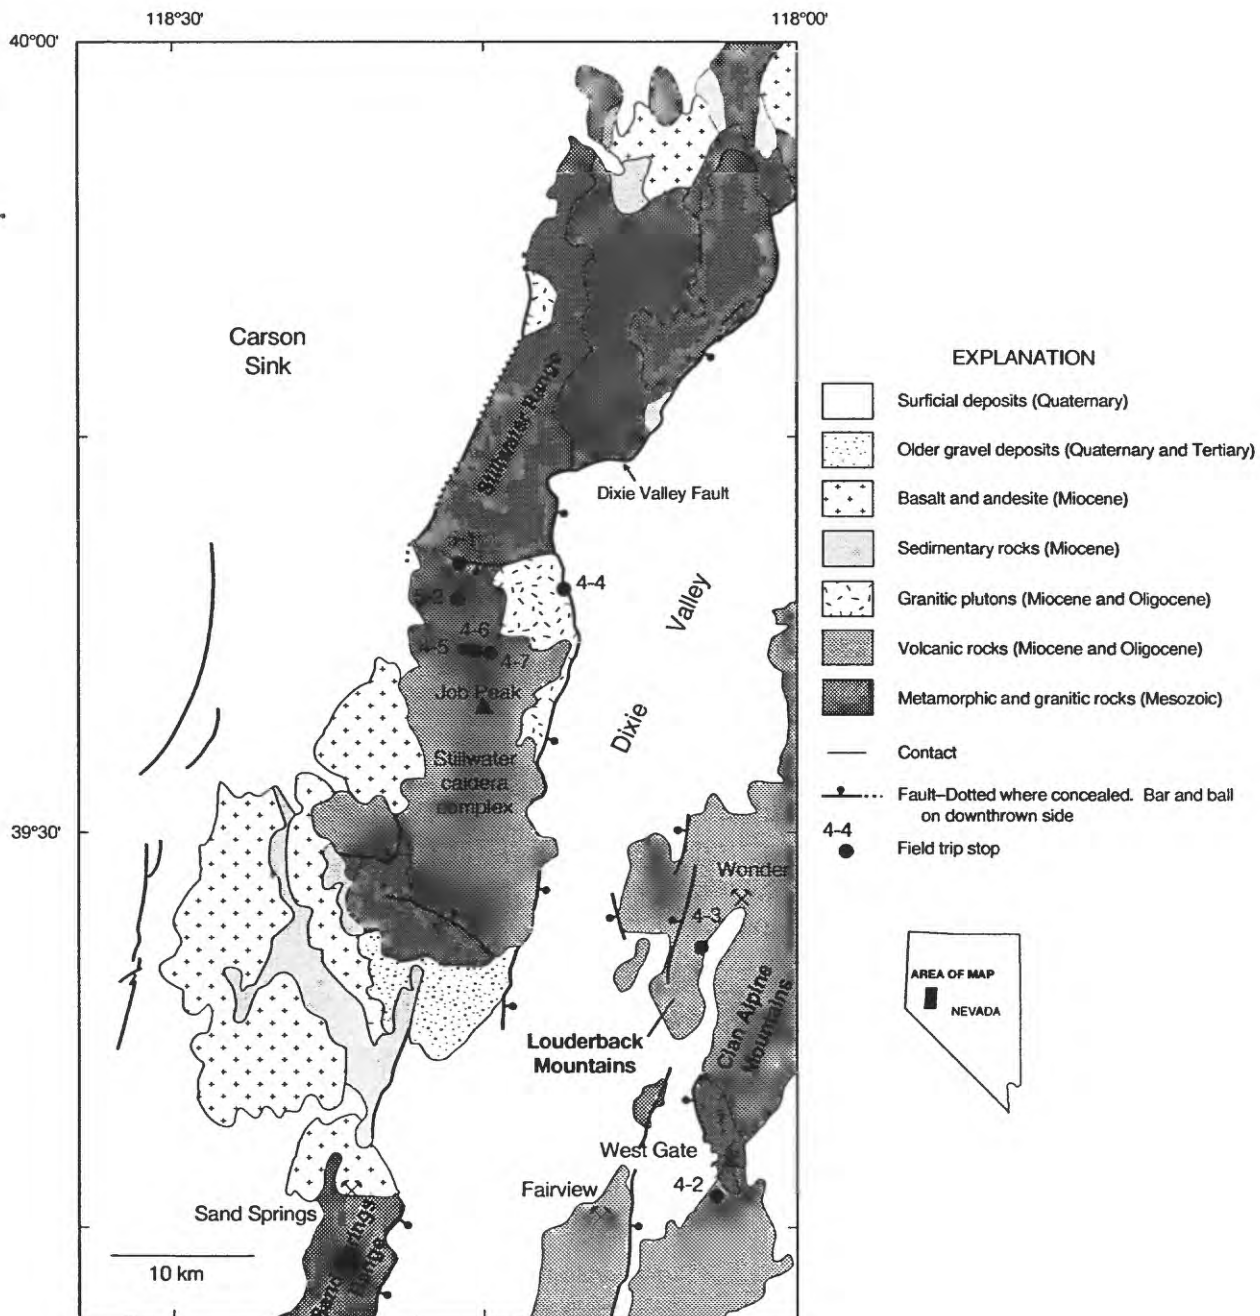 118°30'
118°00'
40°00'
Carson
Sink
Stillwater Range
Dixie Valley Fault
4-4
Valley
Dixie
5-2
4-6
4-5
4-7
Job Peak
Stillwater
caldera
complex
39°30'
Wonder
4-3
Clan Alpine
Mountains
Louderback
Mountains
West Gate
4-2
Fairview
Sand Springs
10 km
EXPLANATION
Surficial deposits (Quaternary)
Older gravel deposits (Quaternary and Tertiary)
Basalt and andesite (Miocene)
Sedimentary rocks (Miocene)
Granitic plutons (Miocene and Oligocene)
Volcanic rocks (Miocene and Oligocene)
Metamorphic and granitic rocks (Mesozoic)
Contact
Fault–Dotted where concealed. Bar and ball
on downthrown side
4-4
Field trip stop
AREA OF MAP
NEVADA